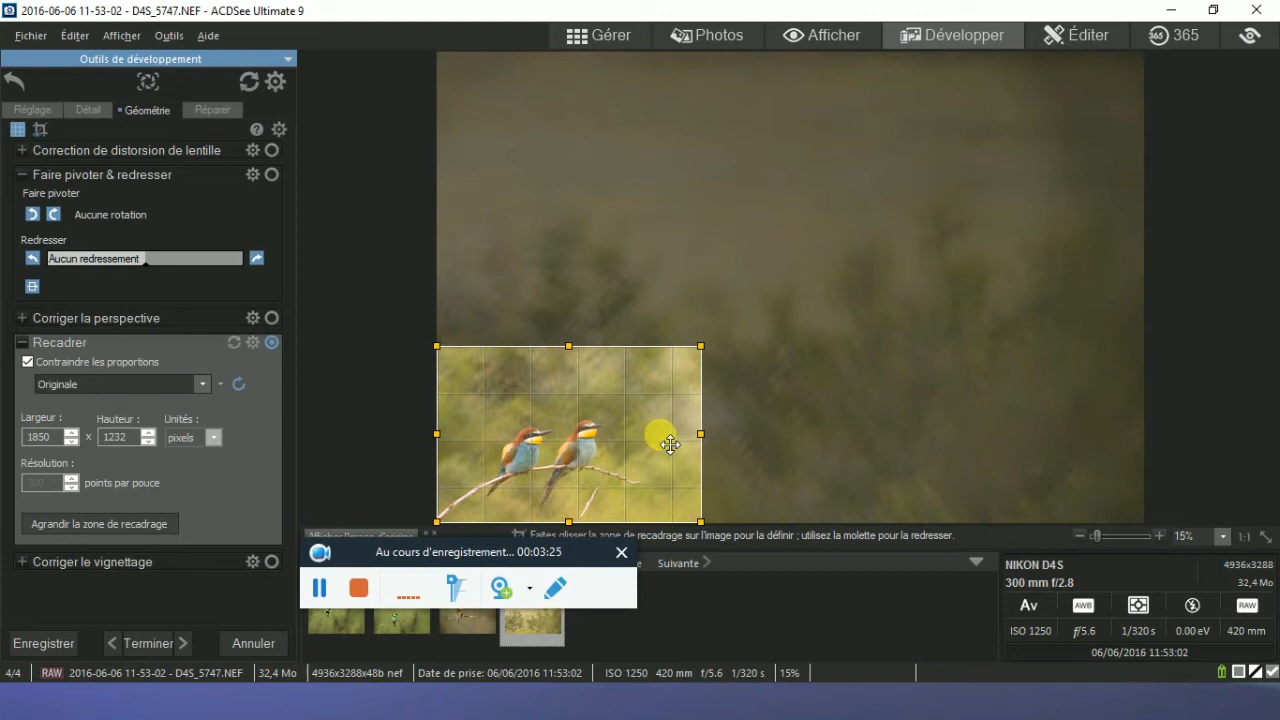 2016-06-06 11-53-02 - D4S_5747.NEF - ACDSee Ultimate 9
Fichier Éditer Afficher Outils Aide
Gérer Photos Afficher Développer Éditer 365
Outils de développement
Réglage Détail Géométrie Réparer
Correction de distorsion de lentille
Faire pivoter & redresser
Faire pivoter
Aucune rotation
Redresser
Aucun redressement
Corriger la perspective
Recadrer
Contraindre les proportions
Originale
Largeur : Hauteur : Unités :
1850 x 1232 pixels
Résolution :
300 points par pouce
Agrandir la zone de recadrage
Corriger le vignettage
Enregistrer Terminer Annuler
Faites glisser la zone de recadrage sur l'image pour la définir ; utilisez la molette pour le redresser.
15% 1:1
Au cours d'enregistrement... 00:03:25
Suivante
NIKON D4S 4936x3288
300 mm f/2.8 32,4 Mo
Av AWB RAW
ISO 1250 f/5.6 1/320 s 0.00 eV 420 mm
06/06/2016 11:53:02
4/4 RAW 2016-06-06 11-53-02 - D4S_5747.NEF 32,4 Mo 4936x3288x48b nef Date de prise: 06/06/2016 11:53:02 ISO 1250 420 mm f/5.6 1/320 s 15%